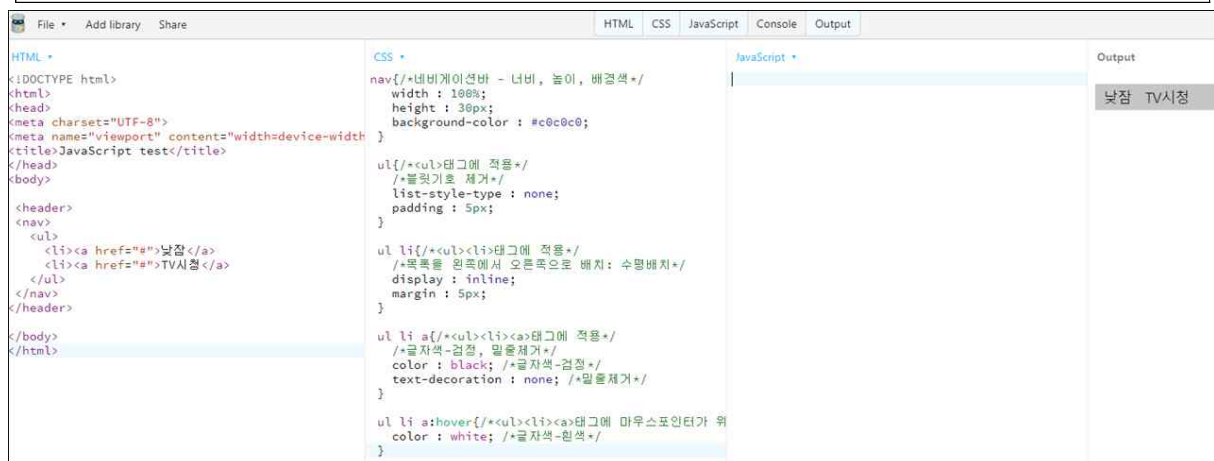 File ▾ Add library Share
HTML CSS JavaScript Console Output
HTML ▾
<!DOCTYPE html>
<html>
<head>
<meta charset="UTF-8">
<meta name="viewport" content="width=device-width
<title>JavaScript test</title>
</head>
<body>
<header>
<nav>
<ul>
<li><a href="#">낮잠</a>
<li><a href="#">TV시청</a>
</ul>
</nav>
</header>
</body>
</html>
CSS ▾
nav{/*네비게이션바 - 너비, 높이, 배경색*/
width : 100%;
height : 30px;
background-color : #c0c0c0;
}
ul{/*<ul>태그에 적용*/
/*블릿기호 제거*/
list-style-type : none;
padding : 5px;
}
ul li{/*<ul><li>태그에 적용*/
/*목록을 왼쪽에서 오른쪽으로 배치: 수평배치*/
display : inline;
margin : 5px;
}
ul li a{/*<ul><li><a>태그에 적용*/
/*글자색-검정, 밑줄제거*/
color : black; /*글자색-검정*/
text-decoration : none; /*밑줄제거*/
}
ul li a:hover{/*<ul><li><a>태그에 마우스포인터가 위
color : white; /*글자색-흰색*/
}
JavaScript ▾
Output
낮잠 TV시청